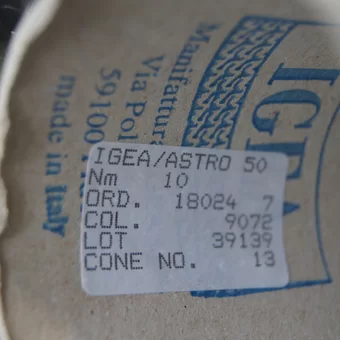 IGEA
Manifattura
Via Pol
59100
made in italy
IGEA/ASTRO 50
Nm 10
ORD. 18024 7
COL. 9072
LOT 39139
CONE NO. 13